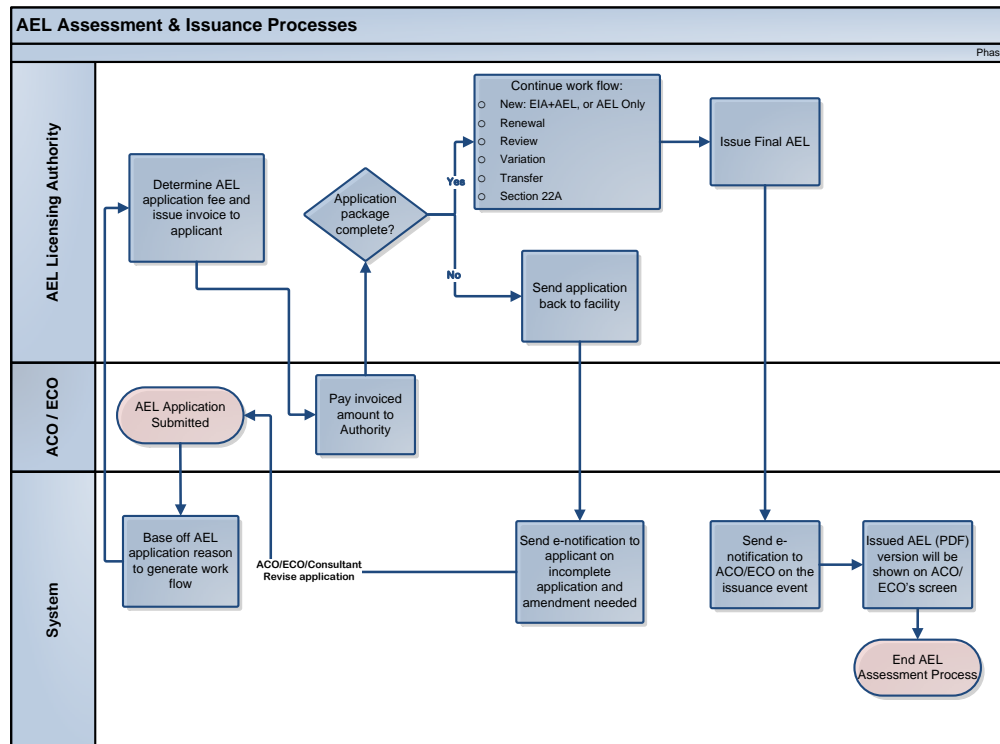 AEL Assessment & Issuance Processes
Phas
AEL Licensing Authority
Determine AEL
application fee and
issue invoice to
applicant
Application
package
complete?
Yes
No
Continue work flow:
o New: EIA+AEL, or AEL Only
o Renewal
o Review
o Variation
o Transfer
o Section 22A
Issue Final AEL
Send application
back to facility
ACO / ECO
AEL Application
Submitted
Pay invoiced
amount to
Authority
System
Base off AEL
application reason
to generate work
flow
ACO/ECO/Consultant
Revise application
Send e-notification to
applicant on
incomplete
application and
amendment needed
Send e-
notification to
ACO/ECO on the
issuance event
Issued AEL (PDF)
version will be
shown on ACO/
ECO's screen
End AEL
Assessment Process